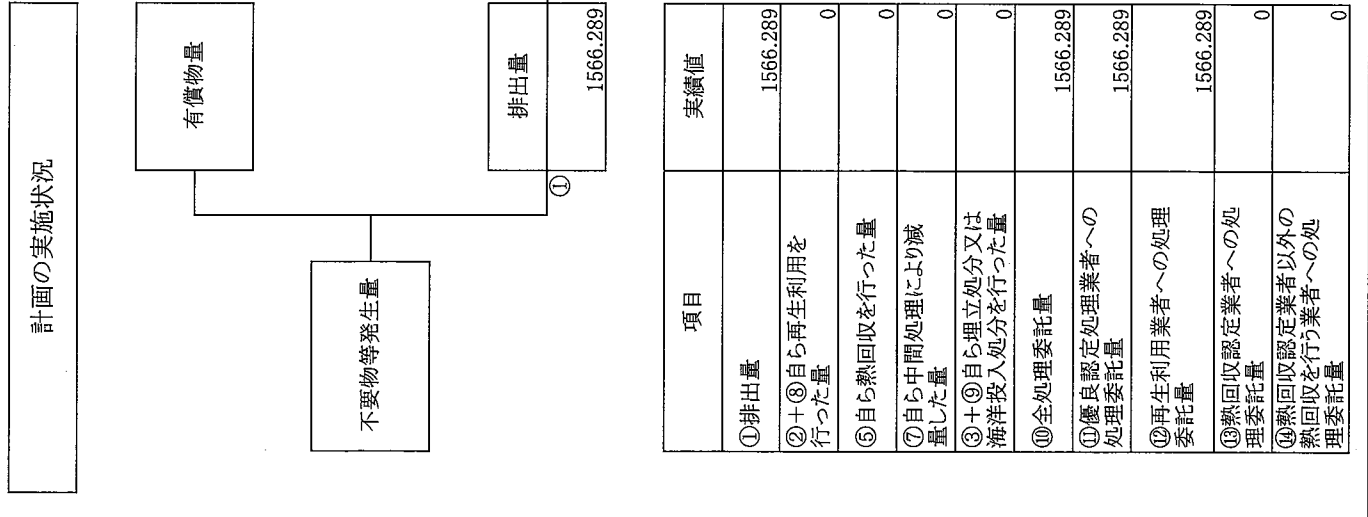 計画の実施状況
有償物量
不要物等発生量
排出量
①
1566.289
項目 実績値
①排出量 1566.289
②+⑧自ら再生利用を
行った量 0
⑤自ら熱回収を行った量 0
⑦自ら中間処理により減
量した量 0
③+⑨自ら埋立処分又は
海洋投入処分を行った量 0
⑩全処理委託量 1566.289
⑪優良認定処理業者への
処理委託量 1566.289
⑫再生利用業者への処理
委託量 1566.289
⑬熱回収認定業者への処
理委託量 0
⑭熱回収認定業者以外の
熱回収を行う業者への処
理委託量 0